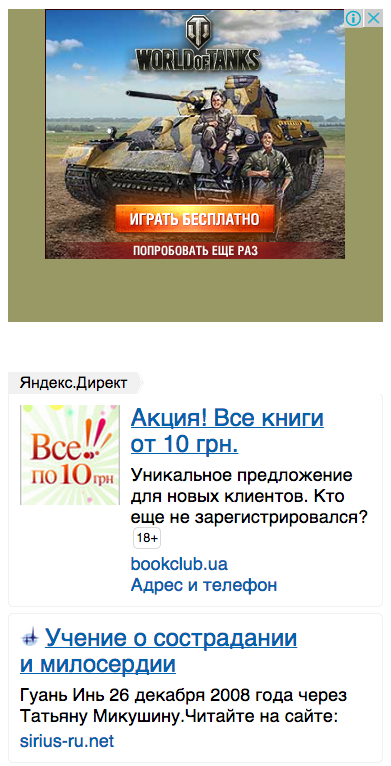 WORLD OF TANKS
ИГРАТЬ БЕСПЛАТНО
ПОПРОБОВАТЬ ЕЩЕ РАЗ
Яндекс.Директ
Все!!!
по 10 грн
Акция! Все книги
от 10 грн.
Уникальное предложение
для новых клиентов. Кто
еще не зарегистрировался?
18+
bookclub.ua
Адрес и телефон
Учение о сострадании
и милосердии
Гуань Инь 26 декабря 2008 года через
Татьяну Микушину.Читайте на сайте:
sirius-ru.net